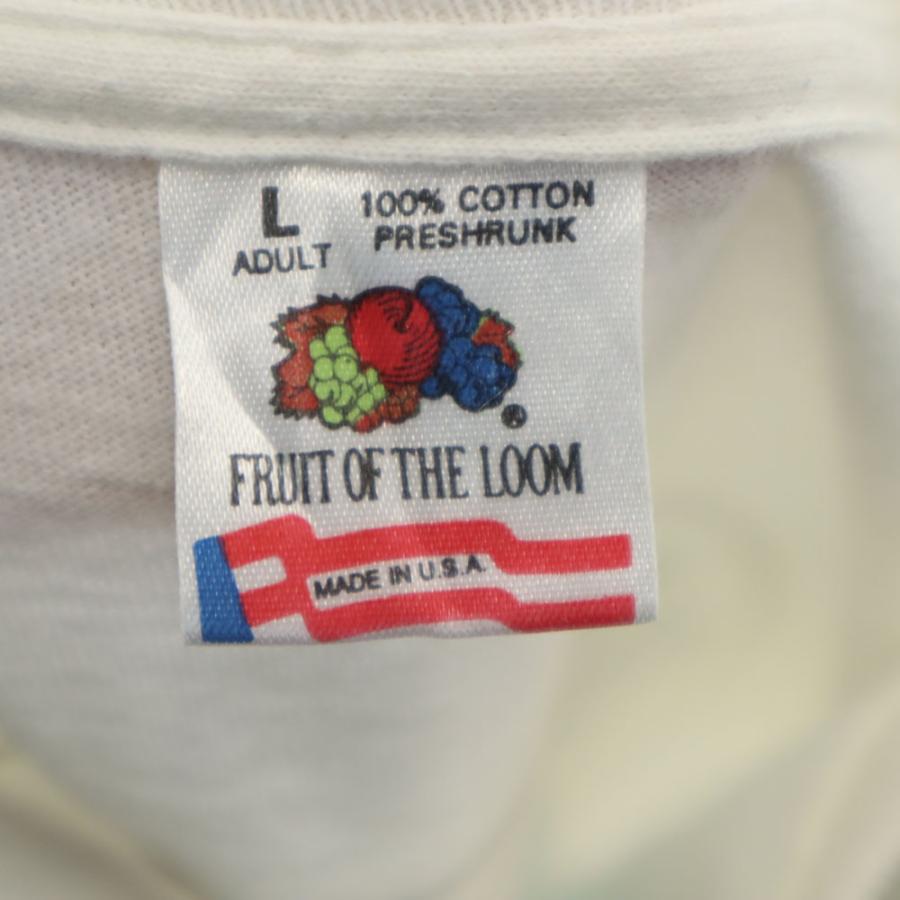 L
ADULT
100% COTTON
PRESHRUNK
®
FRUIT OF THE LOOM
MADE IN U.S.A.